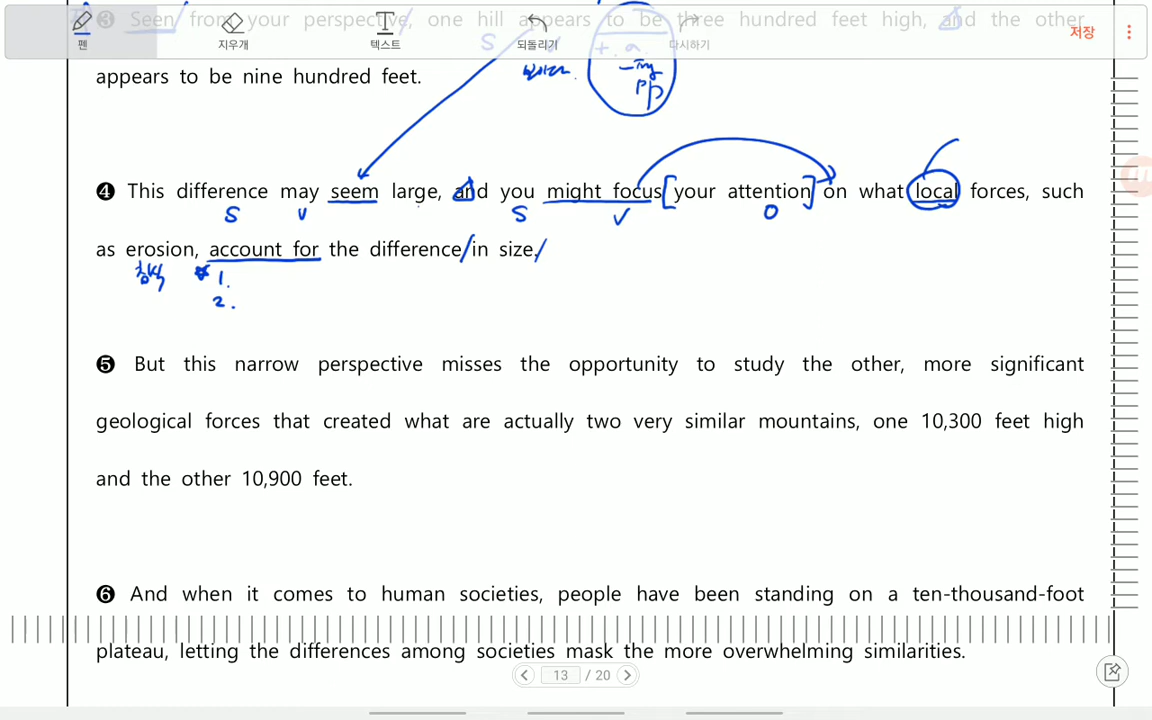 ❸ Seen from your perspective, one hill appears to be three hundred feet high, and the other
펜 지우개 텍스트 되돌리기 다시하기 저장
S
+ a.
appears to be nine hundred feet.
-ing
pp
❹ This difference may seem large, and you might focus [your attention] on what local forces, such
S V S V O
as erosion, account for the difference/in size/
침식 * 1.
2.
❺ But this narrow perspective misses the opportunity to study the other, more significant
geological forces that created what are actually two very similar mountains, one 10,300 feet high
and the other 10,900 feet.
❻ And when it comes to human societies, people have been standing on a ten-thousand-foot
plateau, letting the differences among societies mask the more overwhelming similarities.
13 / 20